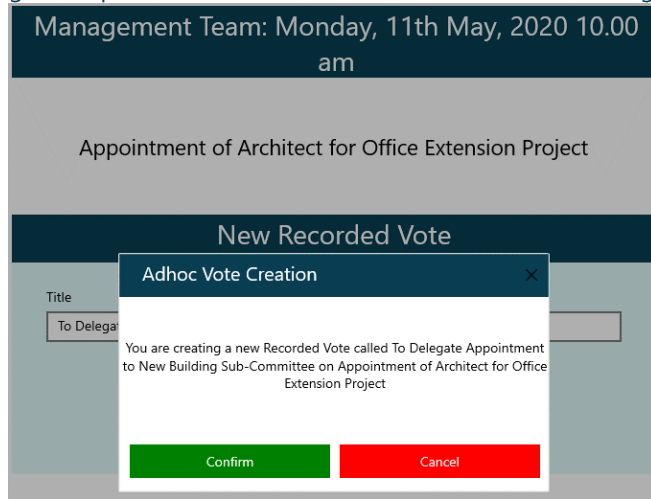 Management Team: Monday, 11th May, 2020 10.00
am
Appointment of Architect for Office Extension Project
New Recorded Vote
Adhoc Vote Creation
Title
To Delegat
You are creating a new Recorded Vote called To Delegate Appointment
to New Building Sub-Committee on Appointment of Architect for Office
Extension Project
Confirm Cancel